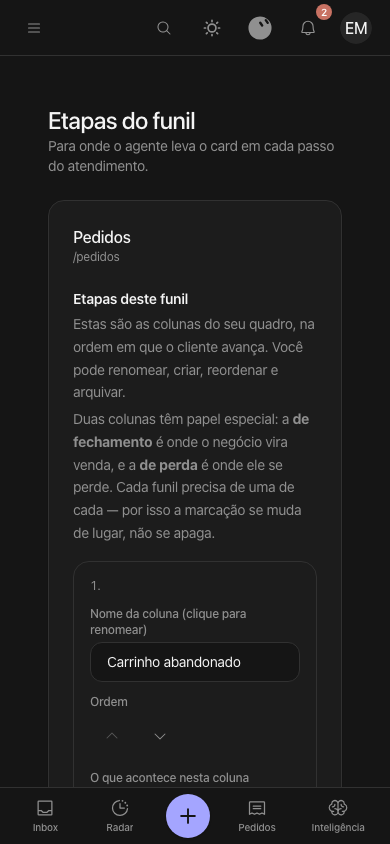 2
EM
Etapas do funil
Para onde o agente leva o card em cada passo
do atendimento.
Pedidos
/pedidos
Etapas deste funil
Estas são as colunas do seu quadro, na
ordem em que o cliente avança. Você
pode renomear, criar, reordenar e
arquivar.
Duas colunas têm papel especial: a de
fechamento é onde o negócio vira
venda, e a de perda é onde ele se
perde. Cada funil precisa de uma de
cada — por isso a marcação se muda
de lugar, não se apaga.
1.
Nome da coluna (clique para
renomear)
Carrinho abandonado
Ordem
O que acontece nesta coluna
Inbox
Radar
Pedidos
Inteligência